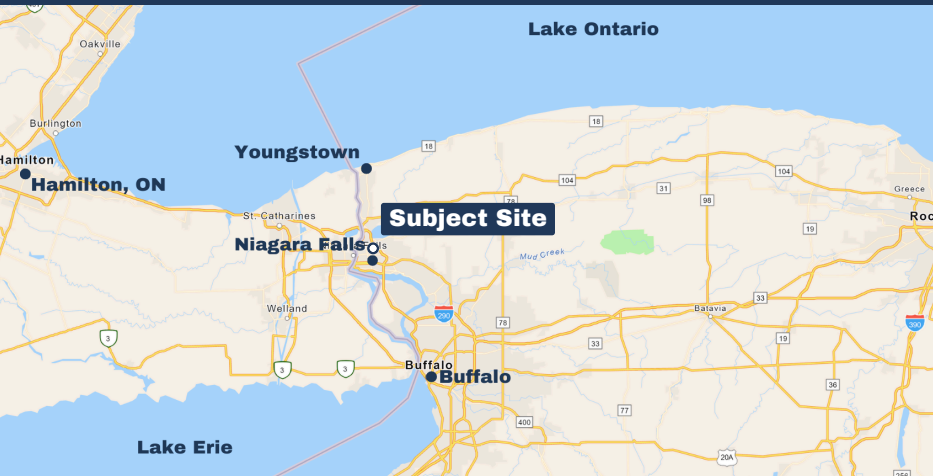 Lake Ontario
Oakville
Burlington
18
Youngstown
18
Hamilton
104
104
Hamilton, ON
31
Greece
98
78
St. Catharines
Subject Site
Roc
19
Niagara Falls
Mud Creek
33
Welland
Batavia
290
78
390
3
19
33
3
3
Buffalo
Buffalo
36
77
400
Lake Erie
20A